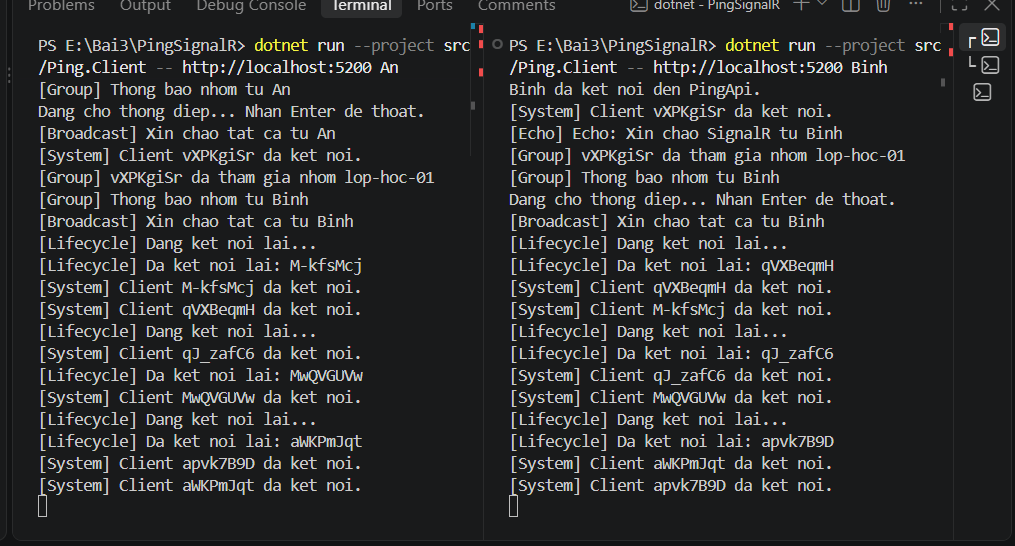 Problems Output Debug Console Terminal Ports Comments dotnet - PingSignalR
PS E:\Bai3\PingSignalR> dotnet run --project src
/Ping.Client -- http://localhost:5200 An
[Group] Thong bao nhom tu An
Dang cho thong diep... Nhan Enter de thoat.
[Broadcast] Xin chao tat ca tu An
[System] Client vXPKgiSr da ket noi.
[Group] vXPKgiSr da tham gia nhom lop-hoc-01
[Group] Thong bao nhom tu Binh
[Broadcast] Xin chao tat ca tu Binh
[Lifecycle] Dang ket noi lai...
[Lifecycle] Da ket noi lai: M-kfsMcj
[System] Client M-kfsMcj da ket noi.
[System] Client qVXBeqmH da ket noi.
[Lifecycle] Dang ket noi lai...
[System] Client qJ_zafC6 da ket noi.
[Lifecycle] Da ket noi lai: MwQVGUVw
[System] Client MwQVGUVw da ket noi.
[Lifecycle] Dang ket noi lai...
[Lifecycle] Da ket noi lai: aWKPmJqt
[System] Client apvk7B9D da ket noi.
[System] Client aWKPmJqt da ket noi.
PS E:\Bai3\PingSignalR> dotnet run --project src
/Ping.Client -- http://localhost:5200 Binh
Binh da ket noi den PingApi.
[System] Client vXPKgiSr da ket noi.
[Echo] Echo: Xin chao SignalR tu Binh
[Group] vXPKgiSr da tham gia nhom lop-hoc-01
[Group] Thong bao nhom tu Binh
Dang cho thong diep... Nhan Enter de thoat.
[Broadcast] Xin chao tat ca tu Binh
[Lifecycle] Dang ket noi lai...
[Lifecycle] Da ket noi lai: qVXBeqmH
[System] Client qVXBeqmH da ket noi.
[System] Client M-kfsMcj da ket noi.
[Lifecycle] Dang ket noi lai...
[Lifecycle] Da ket noi lai: qJ_zafC6
[System] Client qJ_zafC6 da ket noi.
[System] Client MwQVGUVw da ket noi.
[Lifecycle] Dang ket noi lai...
[Lifecycle] Da ket noi lai: apvk7B9D
[System] Client aWKPmJqt da ket noi.
[System] Client apvk7B9D da ket noi.